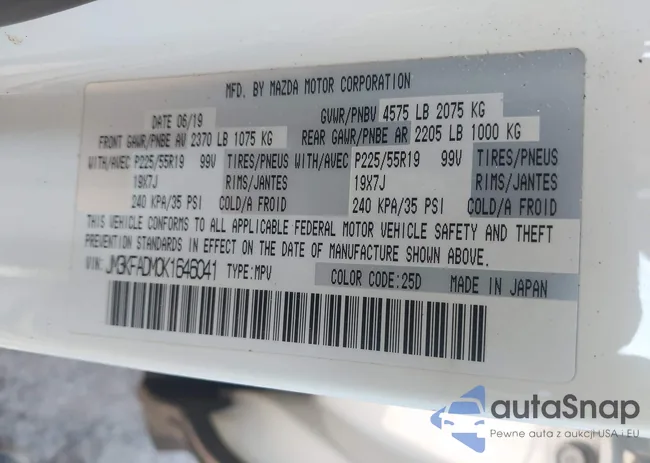 MFD. BY MAZDA MOTOR CORPORATION
DATE 06/19 GVWR/PNBV 4575 LB 2075 KG
FRONT GAWR/PNBE AV 2370 LB 1075 KG REAR GAWR/PNBE AR 2205 LB 1000 KG
WITH/AVEC P225/55R19 99V TIRES/PNEUS WITH/AVEC P225/55R19 99V TIRES/PNEUS
19X7J RIMS/JANTES 19X7J RIMS/JANTES
240 KPA/35 PSI COLD/A FROID 240 KPA/35 PSI COLD/A FROID
THIS VEHICLE CONFORMS TO ALL APPLICABLE FEDERAL MOTOR VEHICLE SAFETY AND THEFT
PREVENTION STANDARDS IN EFFECT ON THE DATE OF MANUFACTURE SHOWN ABOVE.
VIN: JM3KFADM0K1646041 TYPE:MPV COLOR CODE:25D MADE IN JAPAN
autaSnap
Pewne auta z aukcji USA i EU